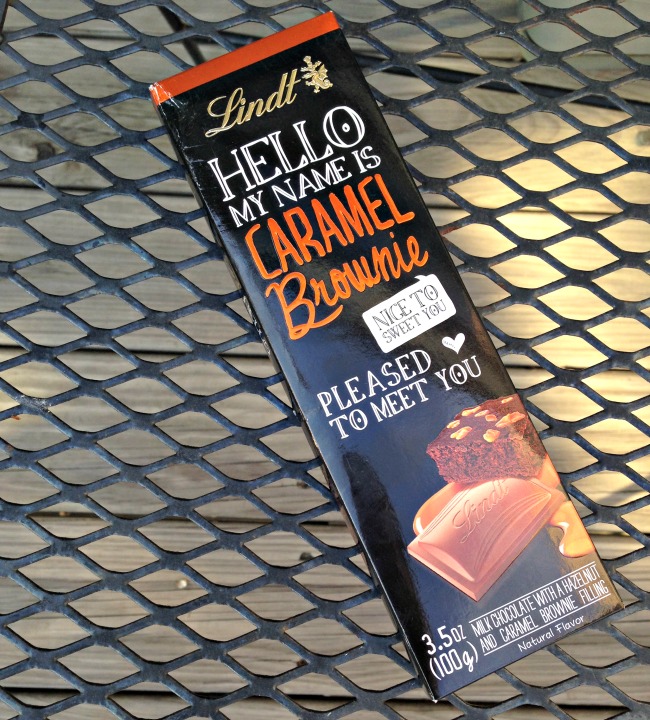 Lindt
HELLO
MY NAME IS
CARAMEL
Brownie
NICE TO
SWEET YOU
PLEASED
TO MEET YOU
Lindt
3.5oz
(100g)
MILK CHOCOLATE WITH A HAZELNUT
AND CARAMEL BROWNIE FILLING
Natural Flavor